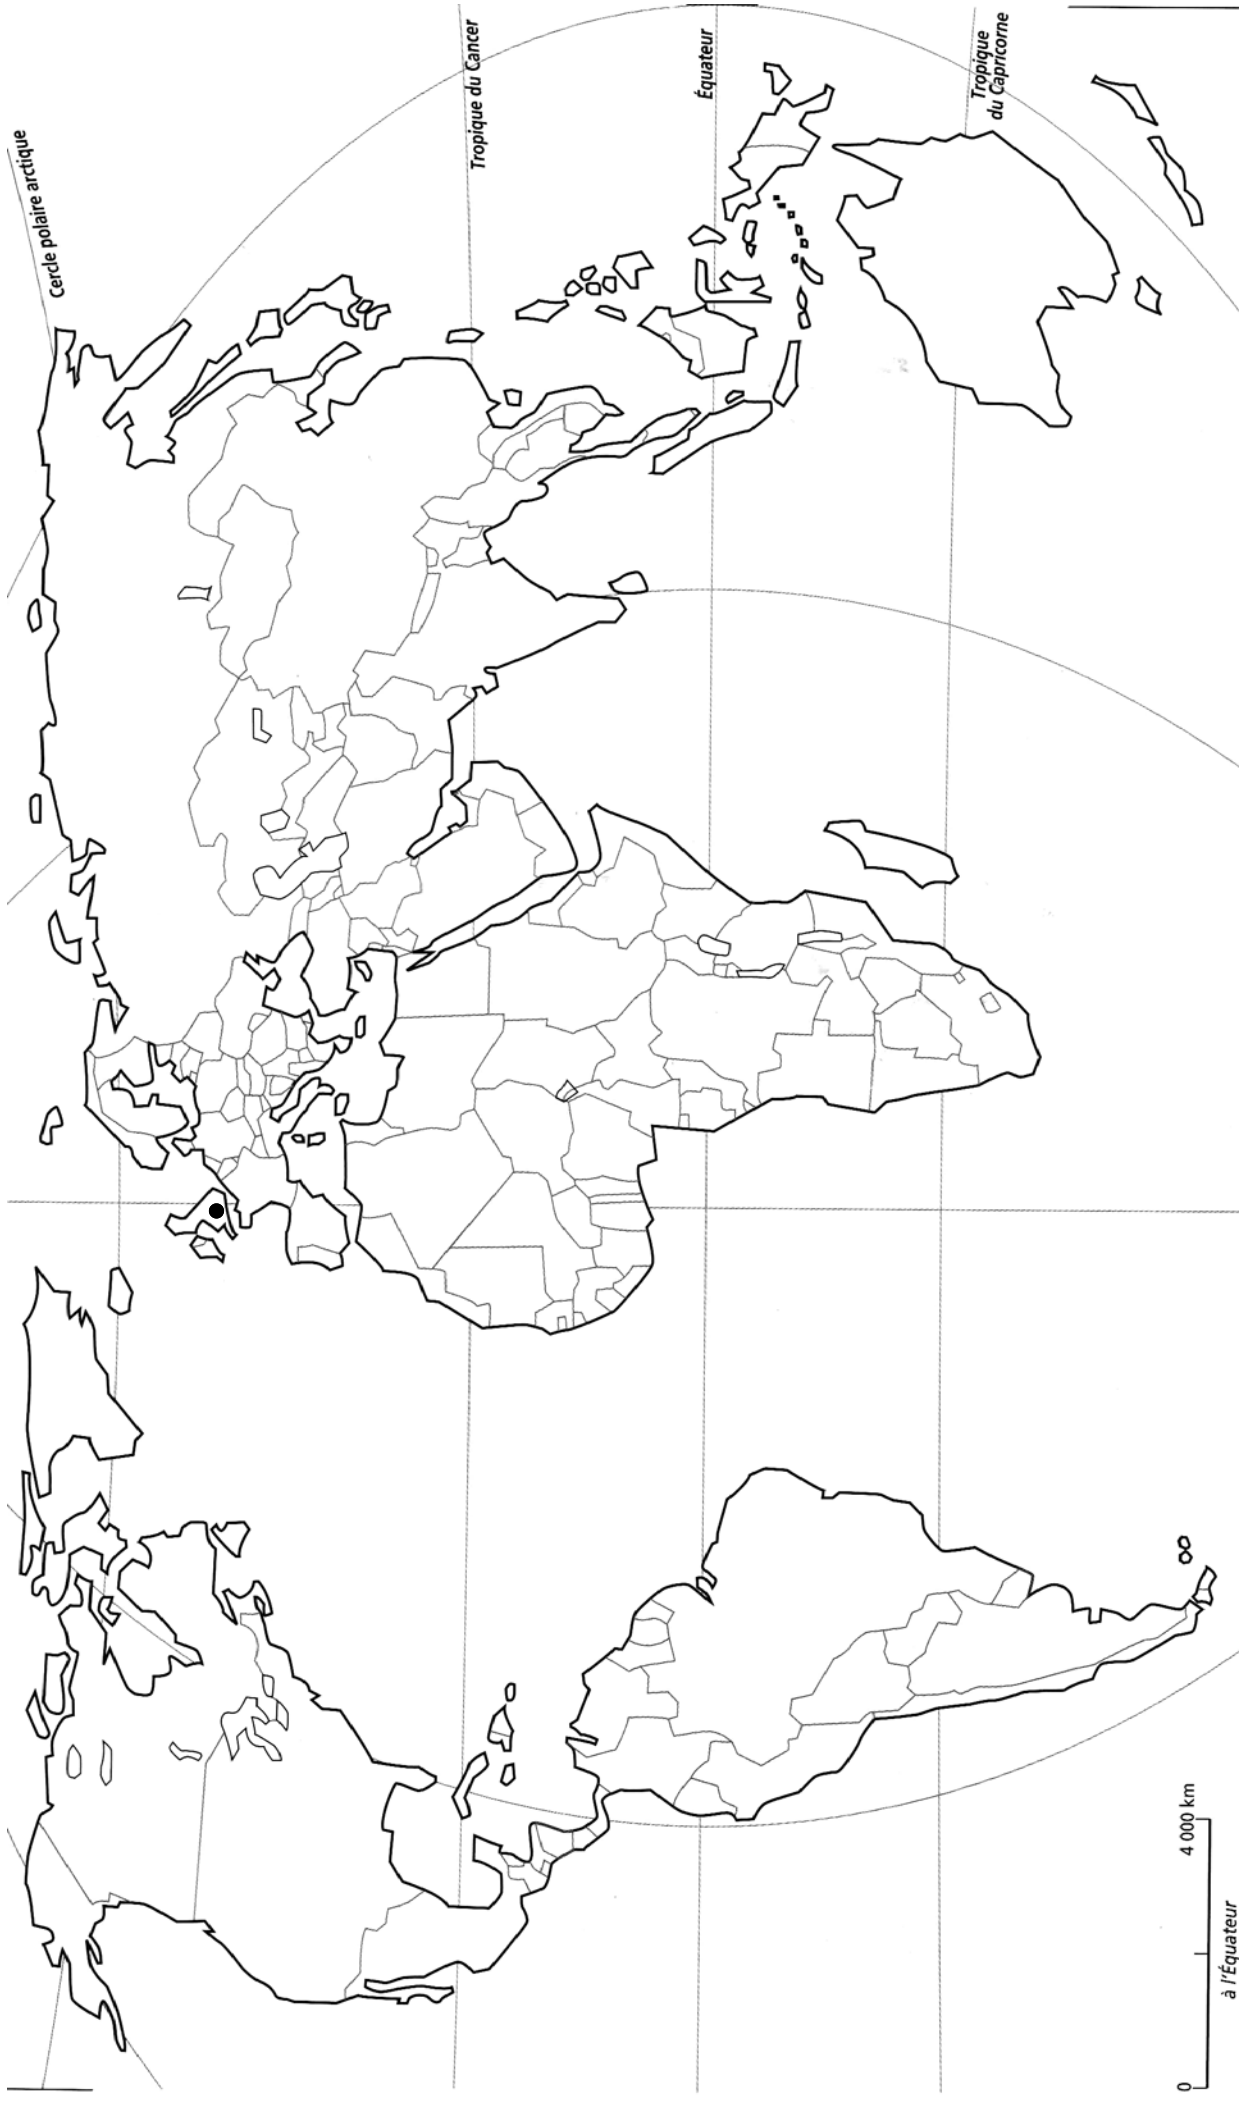 Cercle polaire arctique
Tropique du Cancer
Équateur
Tropique
du Capricorne
0
4 000 km
à l'Équateur